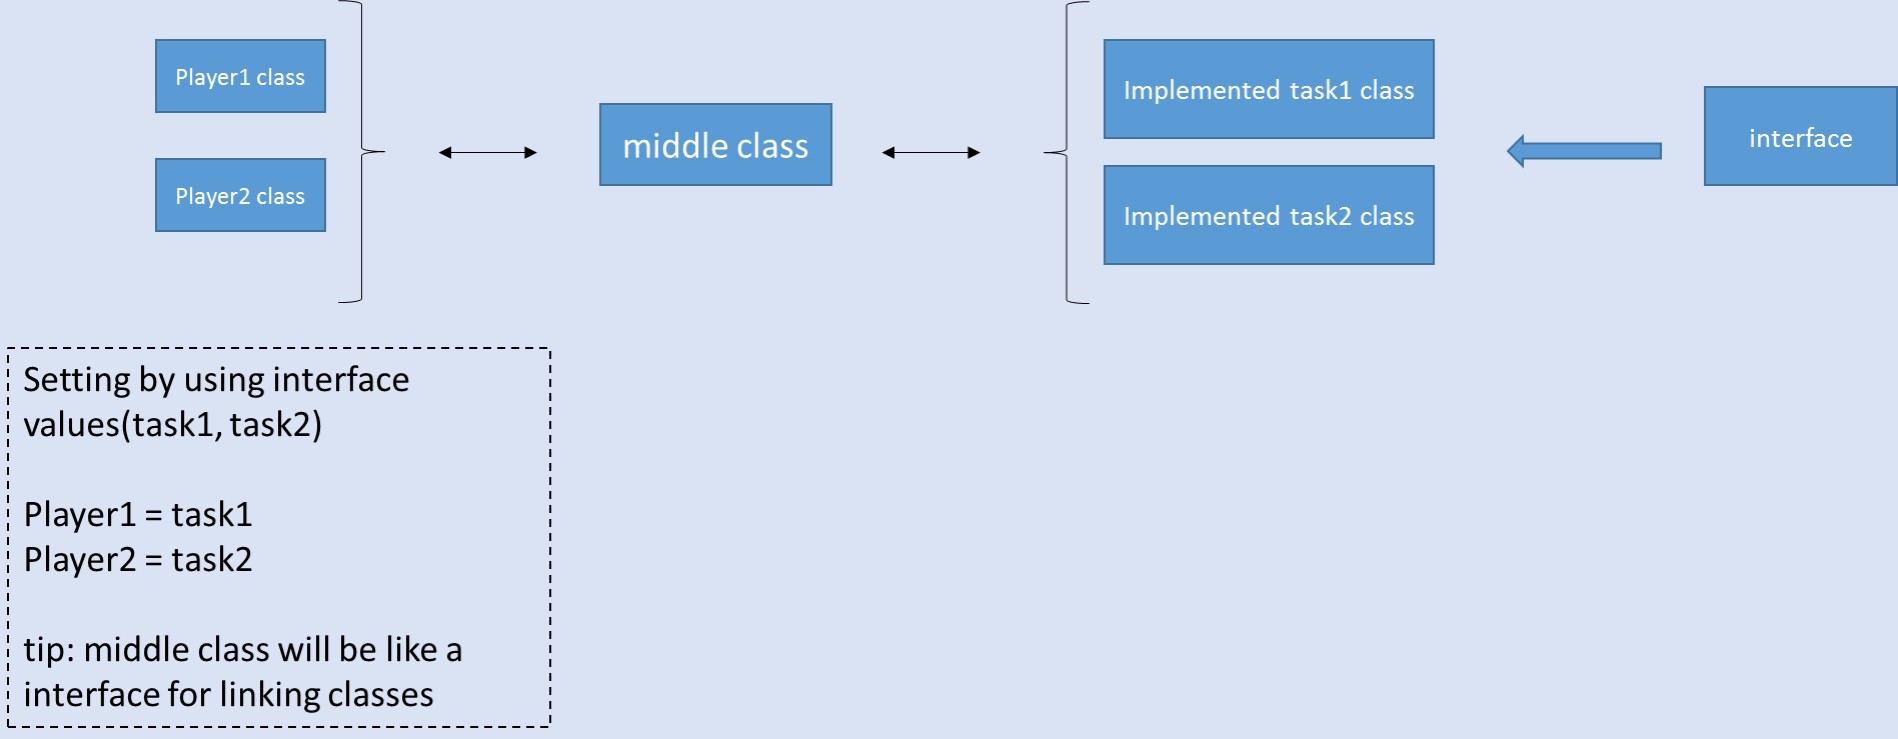 Player1 class
Player2 class
middle class
Implemented task1 class
Implemented task2 class
interface
Setting by using interface
values(task1, task2)
Player1 = task1
Player2 = task2
tip: middle class will be like a
interface for linking classes